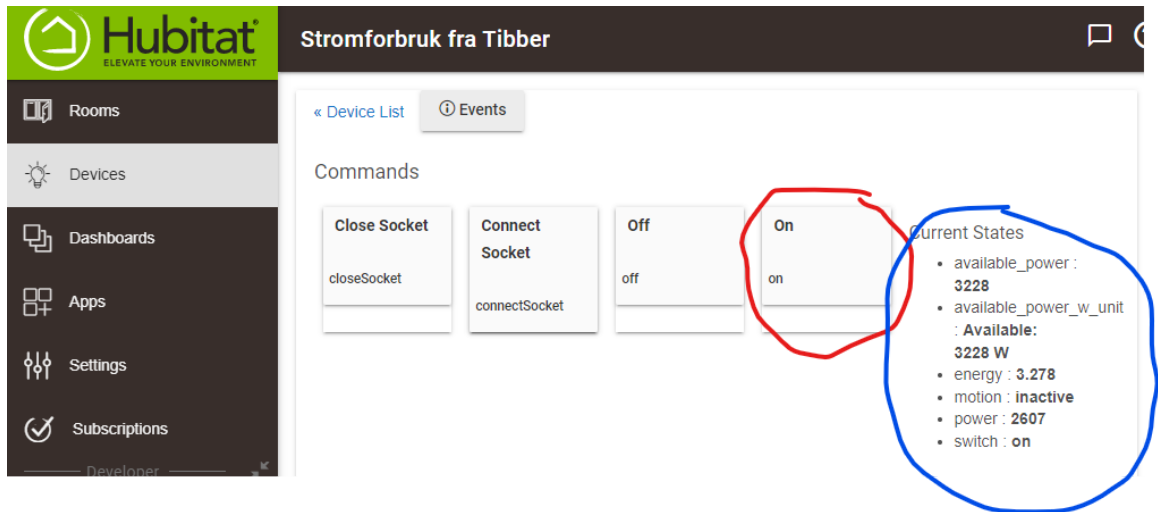 Hubitat®
ELEVATE YOUR ENVIRONMENT
Stromforbruk fra Tibber
Rooms
Devices
Dashboards
Apps
Settings
Subscriptions
Developer
« Device List
Events
Commands
Close Socket
closeSocket
Connect
Socket
connectSocket
Off
off
On
on
Current States
• available_power :
3228
• available_power_w_unit
: Available:
3228 W
• energy : 3.278
• motion : inactive
• power : 2607
• switch : on